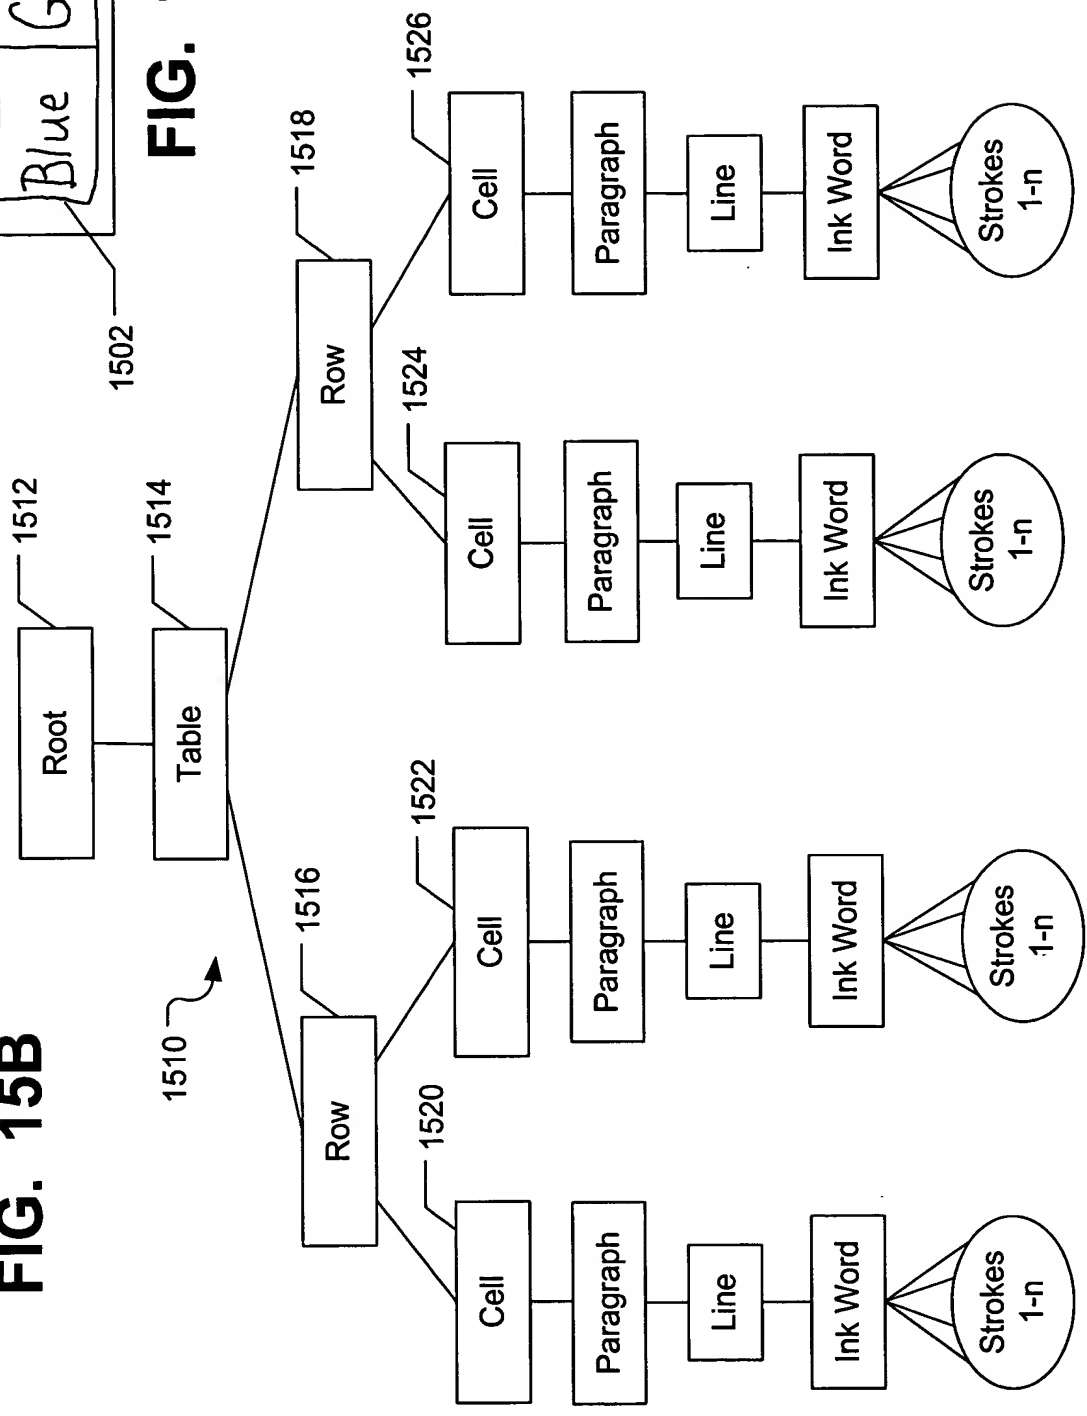 Blue
G
FIG.
1502
FIG. 15B
1510
Root
1512
Table
1514
Row
1516
Row
1518
Cell
1520
Cell
1522
Cell
1524
Cell
1526
Paragraph
Paragraph
Paragraph
Paragraph
Line
Line
Line
Line
Ink Word
Ink Word
Ink Word
Ink Word
Strokes
1-n
Strokes
1-n
Strokes
1-n
Strokes
1-n